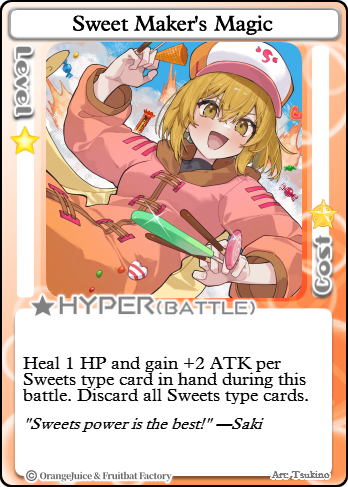 Sweet Maker's Magic
Level
S
Cost
HYPER(BATTLE)
Heal 1 HP and gain +2 ATK per
Sweets type card in hand during this
battle. Discard all Sweets type cards.
"Sweets power is the best!" —Saki
© OrangeJuice & Fruitbat Factory
Art: Tsukino